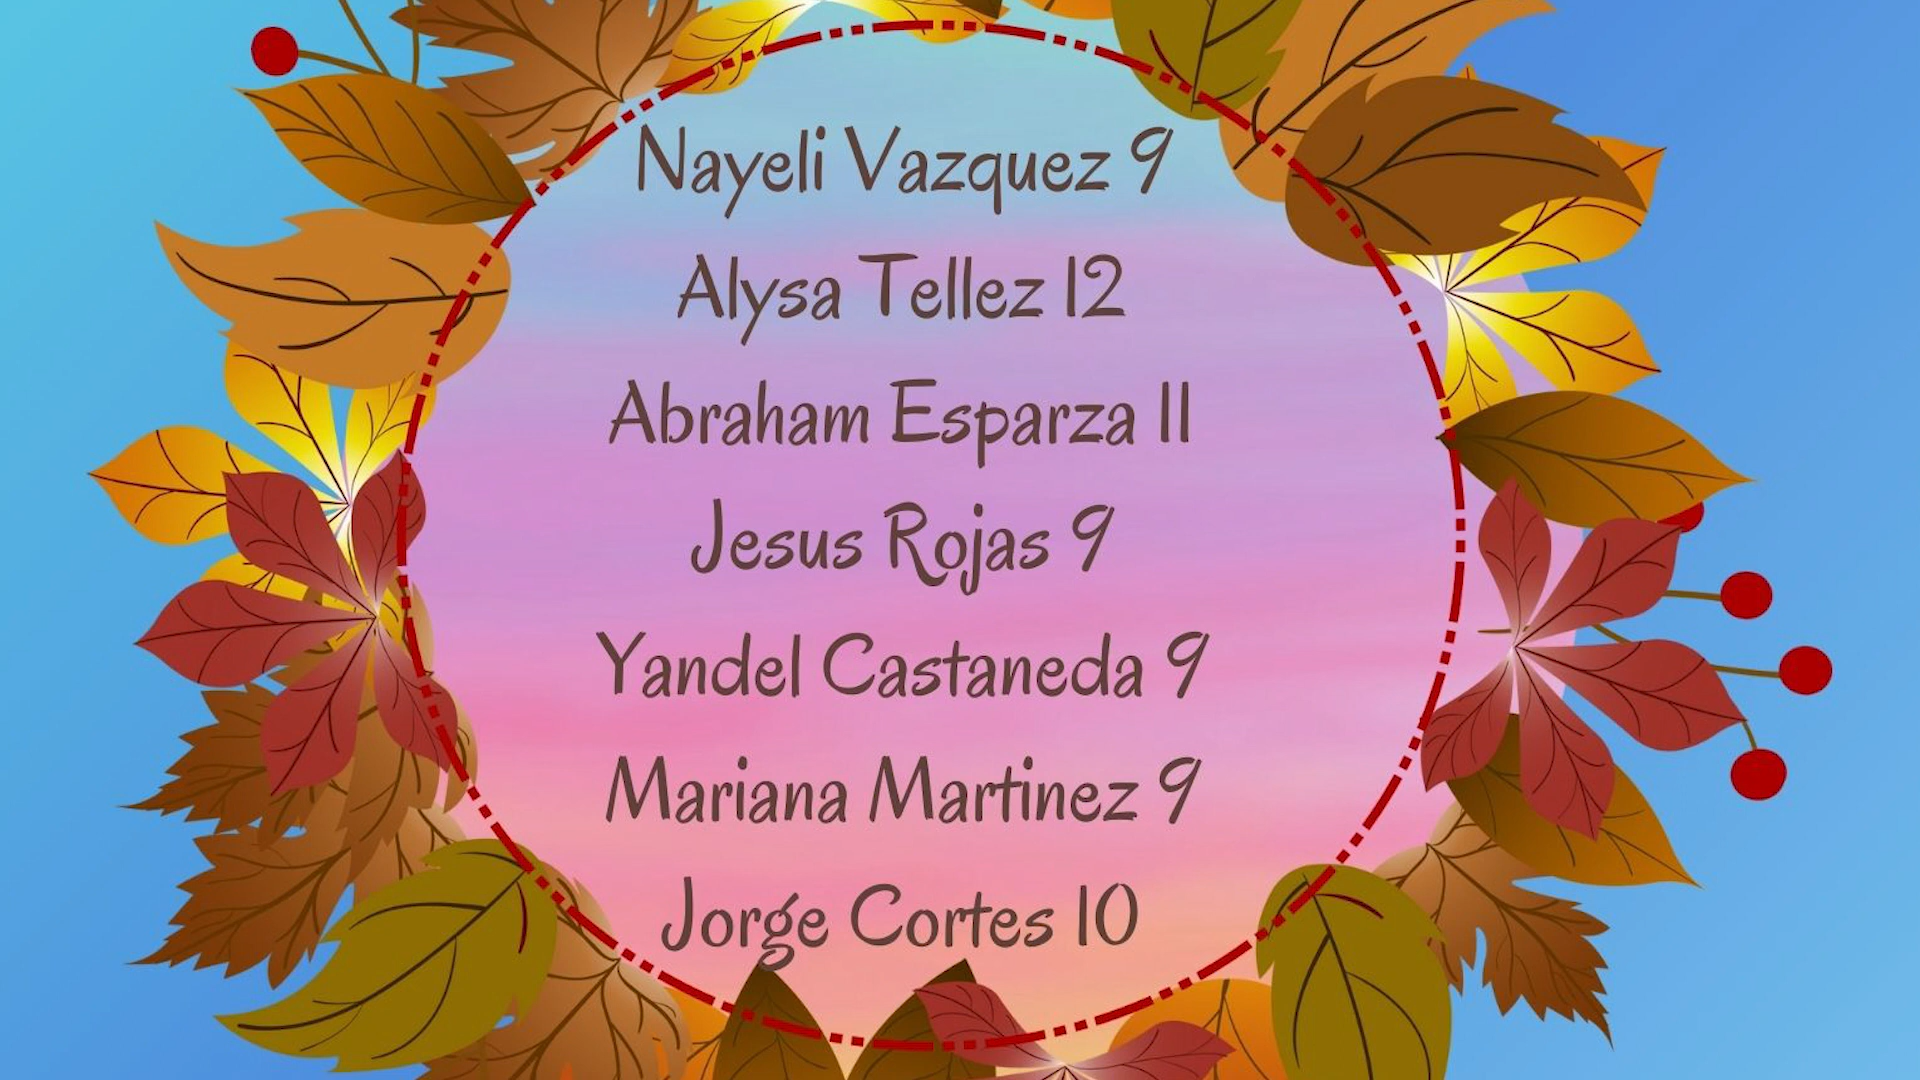 Nayeli Vazquez 9
Alysa Tellez 12
Abraham Esparza 11
Jesus Rojas 9
Yandel Castaneda 9
Mariana Martinez 9
Jorge Cortes 10